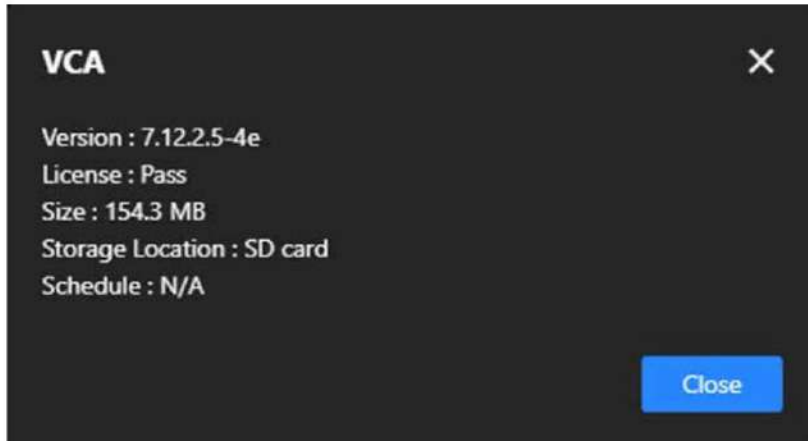 VCA
Version : 7.12.2.5-4e
License : Pass
Size : 154.3 MB
Storage Location : SD card
Schedule : N/A
Close